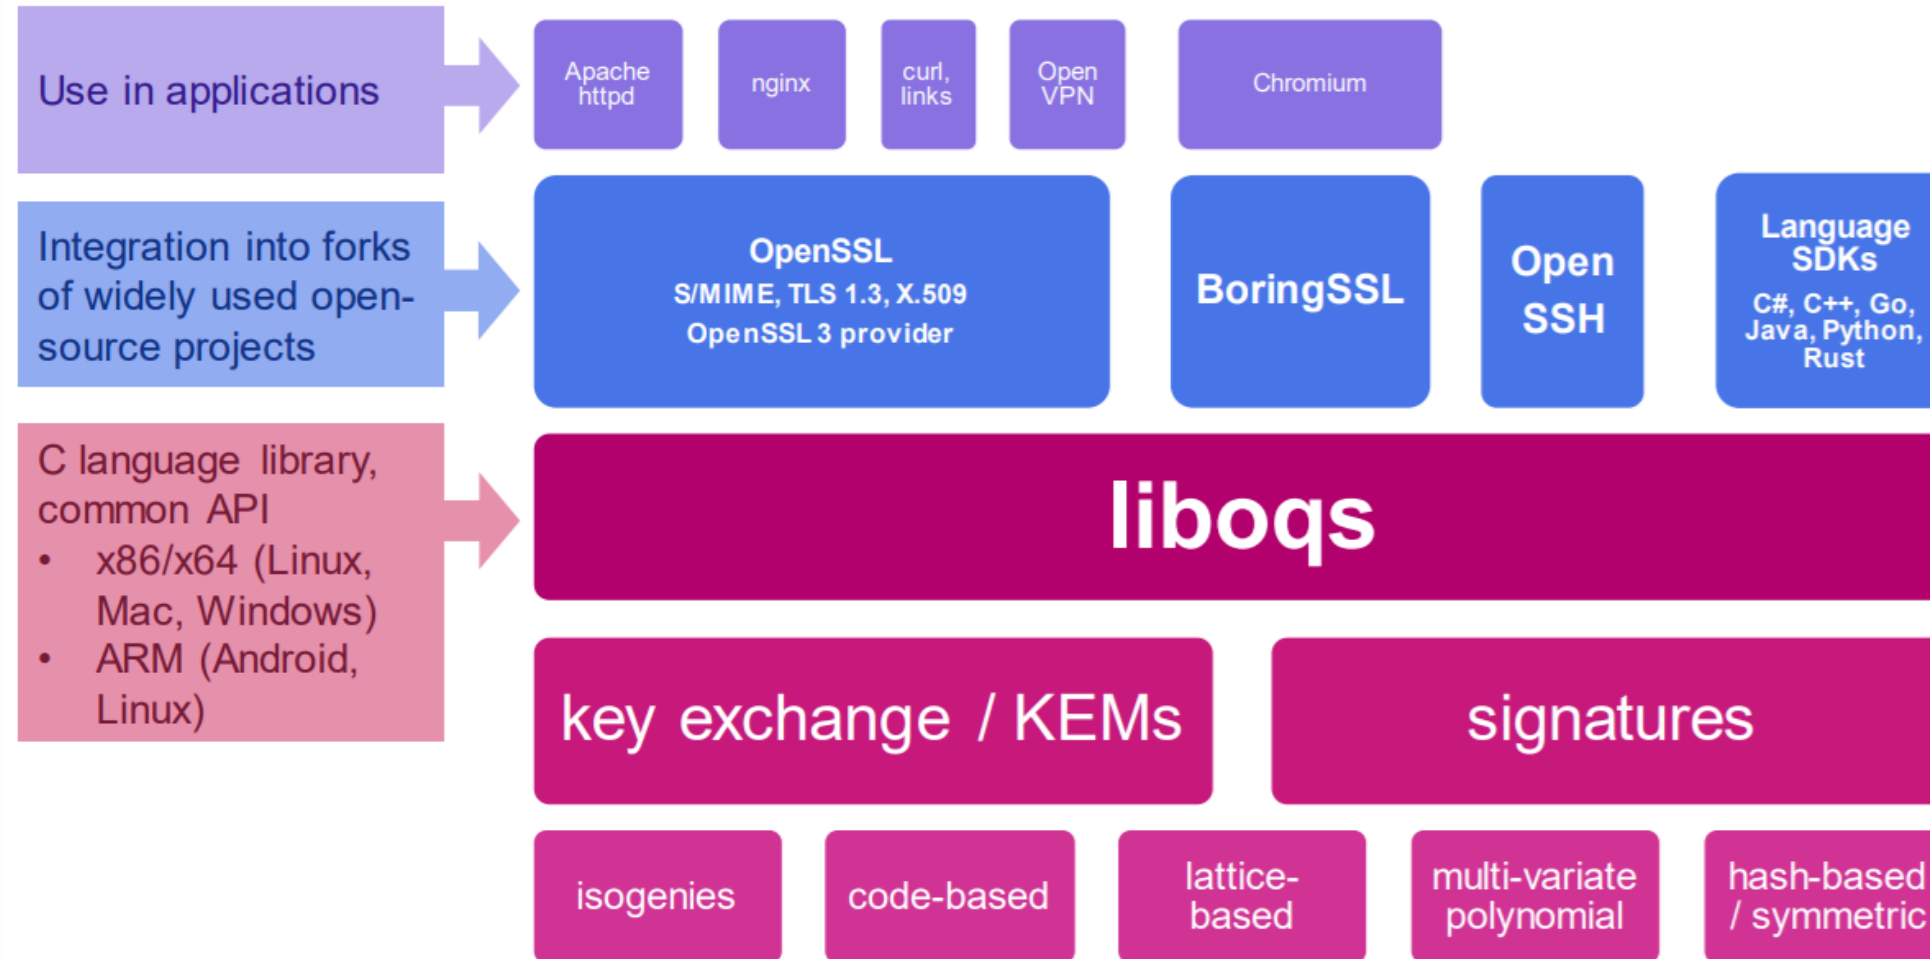 Use in applications
Apache
httpd
nginx
curl,
links
Open
VPN
Chromium
Integration into forks
of widely used open-
source projects
OpenSSL
S/MIME, TLS 1.3, X.509
OpenSSL 3 provider
BoringSSL
Open
SSH
Language
SDKs
C#, C++, Go,
Java, Python,
Rust
C language library,
common API
• x86/x64 (Linux,
Mac, Windows)
• ARM (Android,
Linux)
liboqs
key exchange / KEMs
signatures
isogenies
code-based
lattice-
based
multi-variate
polynomial
hash-based
/ symmetric